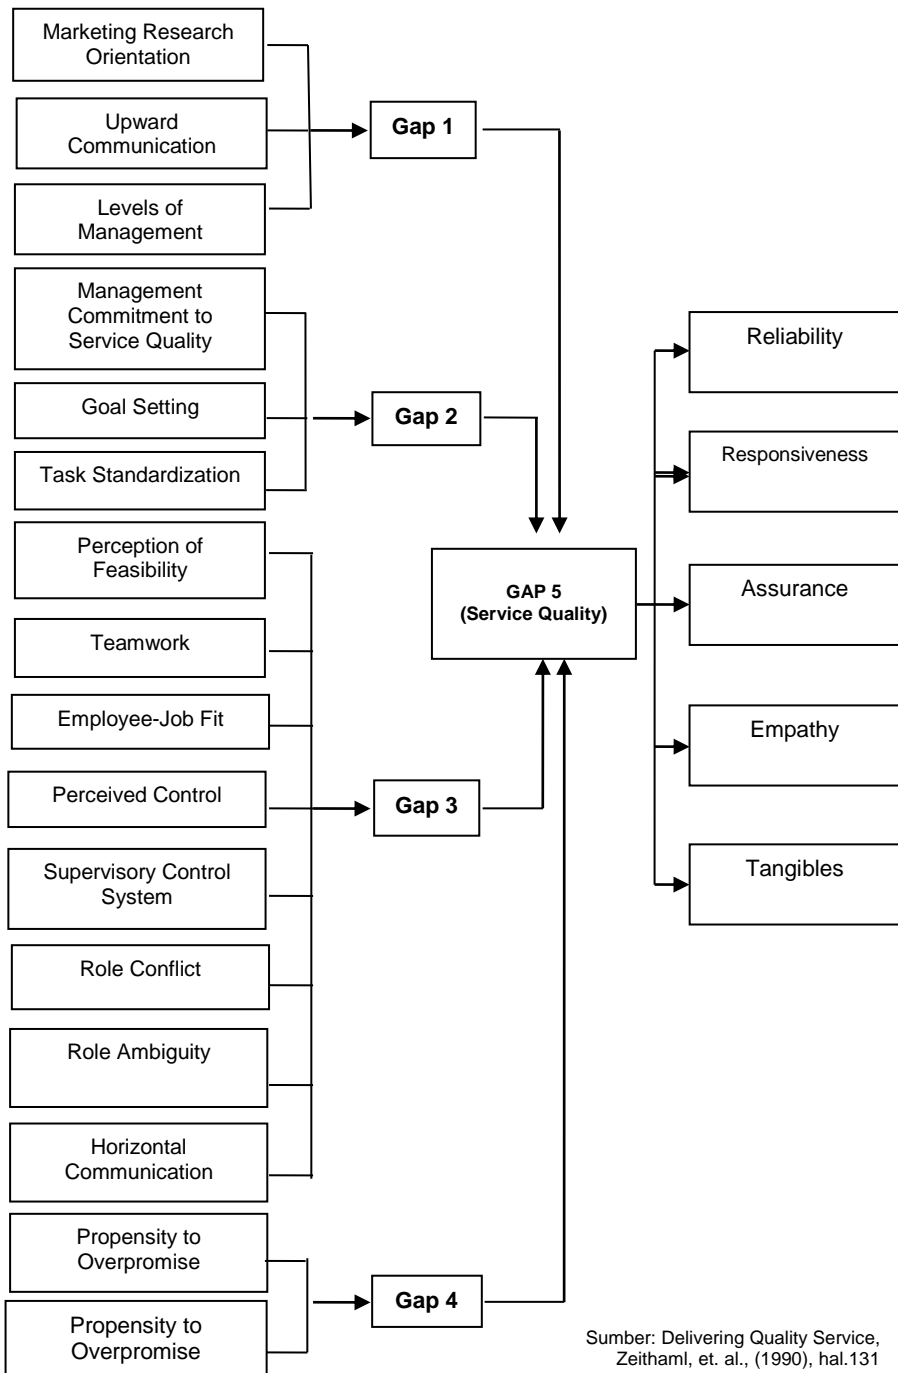 Marketing Research
Orientation
Upward
Communication
Levels of
Management
Management
Commitment to
Service Quality
Goal Setting
Task Standardization
Perception of
Feasibility
Teamwork
Employee-Job Fit
Perceived Control
Supervisory Control
System
Role Conflict
Role Ambiguity
Horizontal
Communication
Propensity to
Overpromise
Propensity to
Overpromise
Gap 1
Gap 2
Gap 3
Gap 4
GAP 5
(Service Quality)
Reliability
Responsiveness
Assurance
Empathy
Tangibles
Sumber: Delivering Quality Service,
Zeithaml, et. al., (1990), hal.131